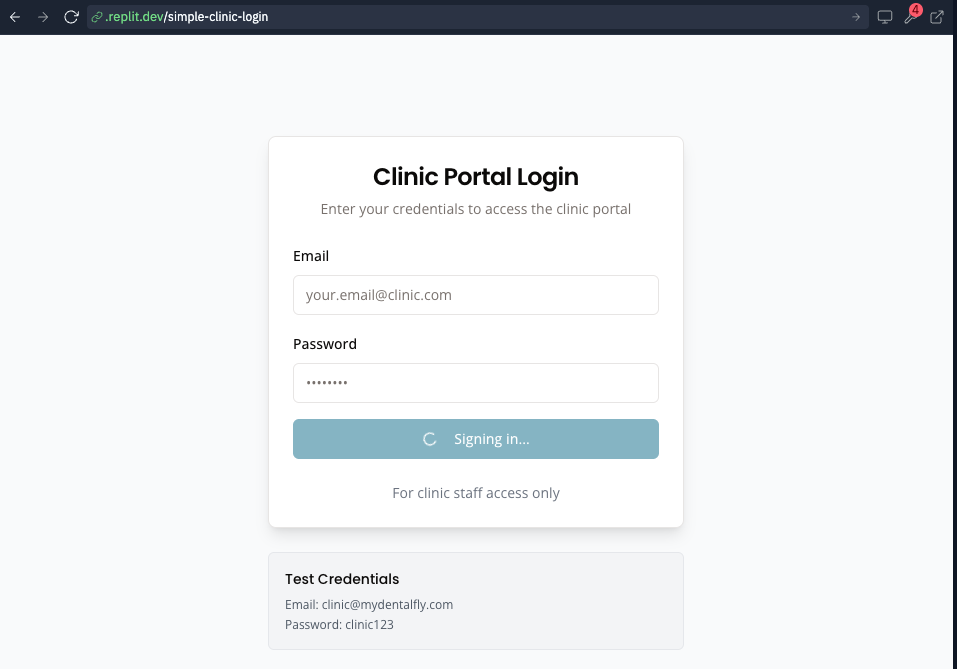 .replit.dev/simple-clinic-login
4
Clinic Portal Login
Enter your credentials to access the clinic portal
Email
your.email@clinic.com
Password
••••••••
Signing in...
For clinic staff access only
Test Credentials
Email: clinic@mydentalfly.com
Password: clinic123